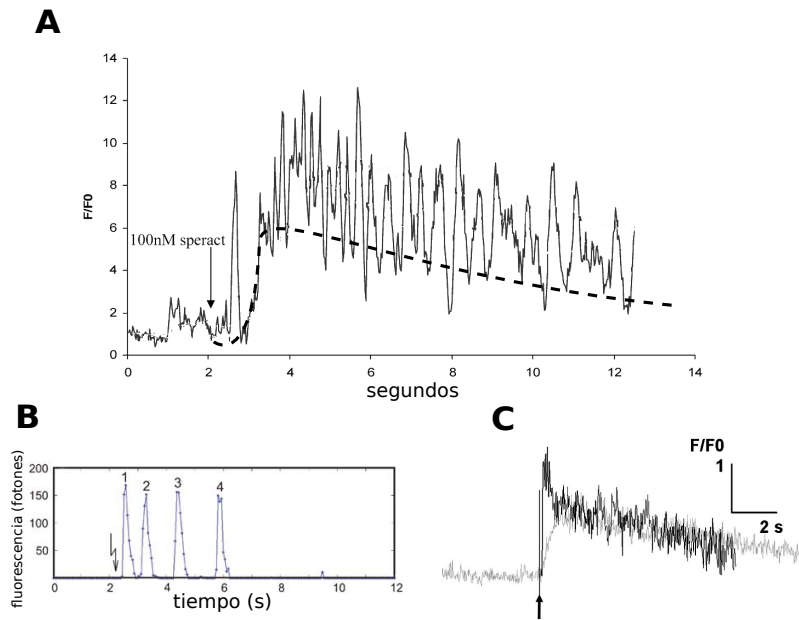 A
14
12
10
8
6
4
2
0
F/F0
100nM speract
0 2 4 6 8 10 12 14
segundos
B
fluorescencia (fotones)
200
150
100
50
1 2 3 4
0 2 4 6 8 10 12
tiempo (s)
C
F/F0
1
2 s